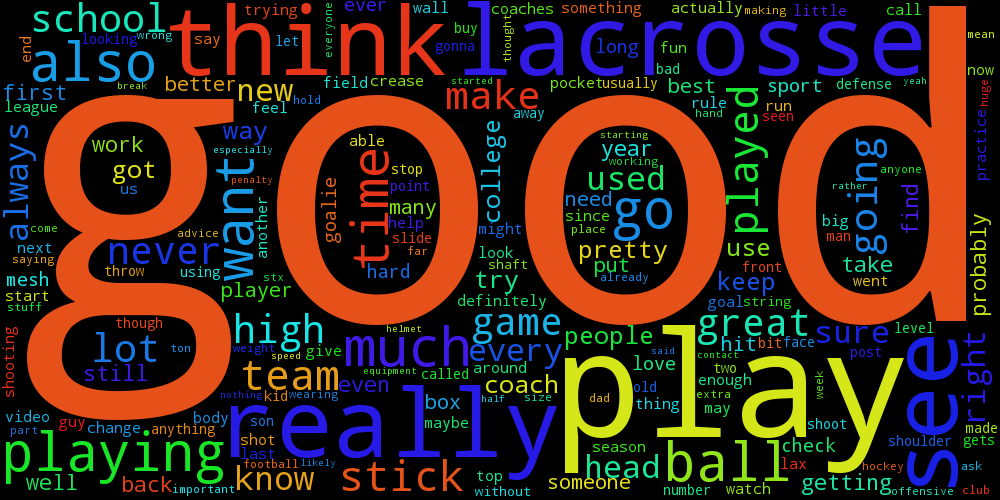 school
trying
ever
wall
coaches
something
actually
making
little
call
think
lacrosse
mean
end
looking
wrong
say
let
everyone
gonna
buy
thought
long
fun
also
break
better
new
field
crease
pocket
usually
bad
best
sport
defense
now
first
league
feel
hold
make
started
away
rule
hand
seen
run
yeah
huge
good
always
work
got
us
way
especially
penalty
want
another
able
time
stop
point
many
help
slide
far
hard
goalie
college
might
starting
year
working
used
need
go
since
place
pretty
put
already
played
use
front
keep
goal
string
going
rather
anyone
big
man
find
take
went
practice
probably
come
next
saying
mesh
start
stuff
never
advice
throw
using
player
stx
look
shaft
try
definitely
shooting
though
lot
ton
still
high
weight
speed
give
nothing
helmet
much
equipment
called
game
every
around
people
great
hit
bit
face
sure
level
post
right
see
team
kid
wearing
even
coach
half
size
box
maybe
really
play
dad
said
love
old
thing
contact
two
enough
extra
may
week
shoot
shoulder
made
gets
video
part
guy
change
anything
body
son
shot
last
playing
well
back
important
know
football
likely
stick
top
without
someone
season
head
number
ball
watch
check
lax
hockey
getting
offensive
ask
club